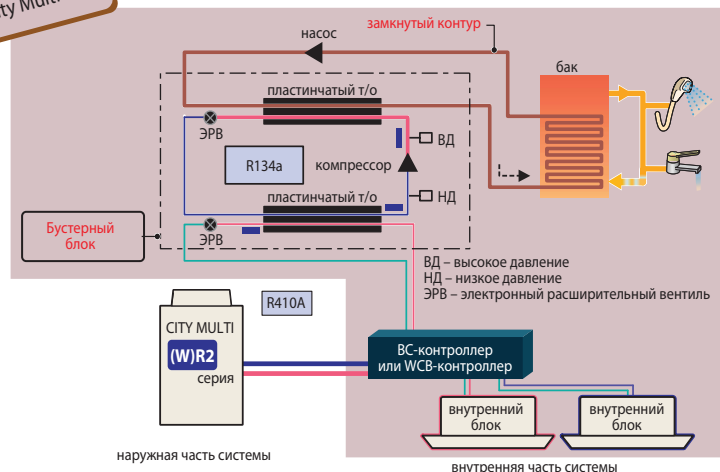 ty Multi
замкнутый контур
насос
бак
пластинчатый т/о
ЭРВ
ВД
R134a
компрессор
пластинчатый т/о
НД
Бустерный
блок
ЭРВ
ВД – высокое давление
НД – низкое давление
ЭРВ – электронный расширительный вентиль
R410A
CITY MULTI
(W)R2
серия
BC-контроллер
или WCB-контроллер
внутренний
блок
внутренний
блок
наружная часть системы
внутренняя часть системы